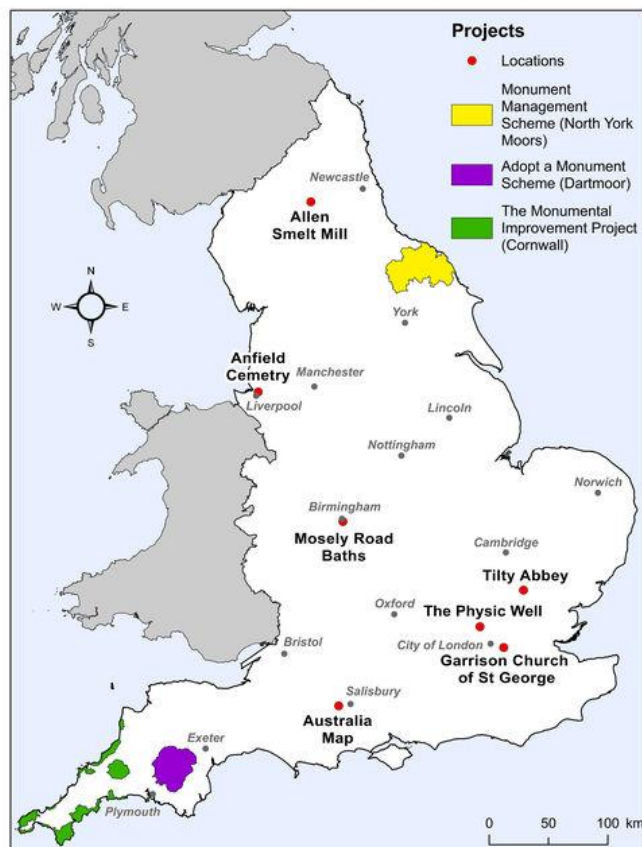 Projects
Locations
Monument
Management
Scheme (North York
Moors)
Adopt a Monument
Scheme (Dartmoor)
The Monumental
Improvement Project
(Cornwall)
Newcastle
Allen
Smelt Mill
N
W
E
S
York
Anfield
Cemetry
Manchester
Liverpool
Lincoln
Nottingham
Norwich
Birmingham
Mosely Road
Baths
Cambridge
Tilty Abbey
Oxford
The Physic Well
Bristol
City of London
Garrison Church
of St George
Salisbury
Australia
Map
Exeter
Plymouth
0 50 100 km